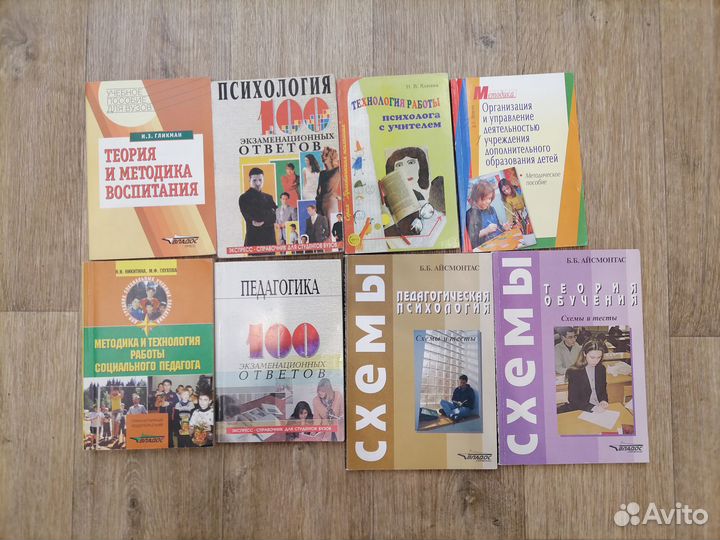 УЧЕБНОЕ
ПОСОБИЕ
ДЛЯ ВУЗОВ
И.З. ГЛИКМАН
ТЕОРИЯ
И МЕТОДИКА
ВОСПИТАНИЯ
ВЛАДОС
ПСИХОЛОГИЯ
100
ЭКЗАМЕНАЦИОННЫХ
ОТВЕТОВ
ЭКСПРЕСС - СПРАВОЧНИК ДЛЯ СТУДЕНТОВ ВУЗОВ
ТЕХНОЛОГИЯ РАБОТЫ
ПСИХОЛОГА
С УЧИТЕЛЕМ
Методика
Организация
и управление
деятельностью
учреждения
дополнительного
образования детей
• Методическое
пособие
ВЛАДОС
Н.И. НИКИТИНА, М.Ф. ГЛУХОВА
МЕТОДИКА И ТЕХНОЛОГИЯ
РАБОТЫ
СОЦИАЛЬНОГО ПЕДАГОГА
ВЛАДОС
ПЕДАГОГИКА
100
ЭКЗАМЕНАЦИОННЫХ
ОТВЕТОВ
ЭКСПРЕСС - СПРАВОЧНИК ДЛЯ СТУДЕНТОВ ВУЗОВ
Б.Б. АЙСМОНТАС
СХЕМЫ
ПЕДАГОГИЧЕСКАЯ
ПСИХОЛОГИЯ
Схемы и тесты
ВЛАДОС
Б.Б. АЙСМОНТАС
СХЕМЫ
ТЕОРИЯ
ОБУЧЕНИЯ
Схемы и тесты
ВЛАДОС
Avito